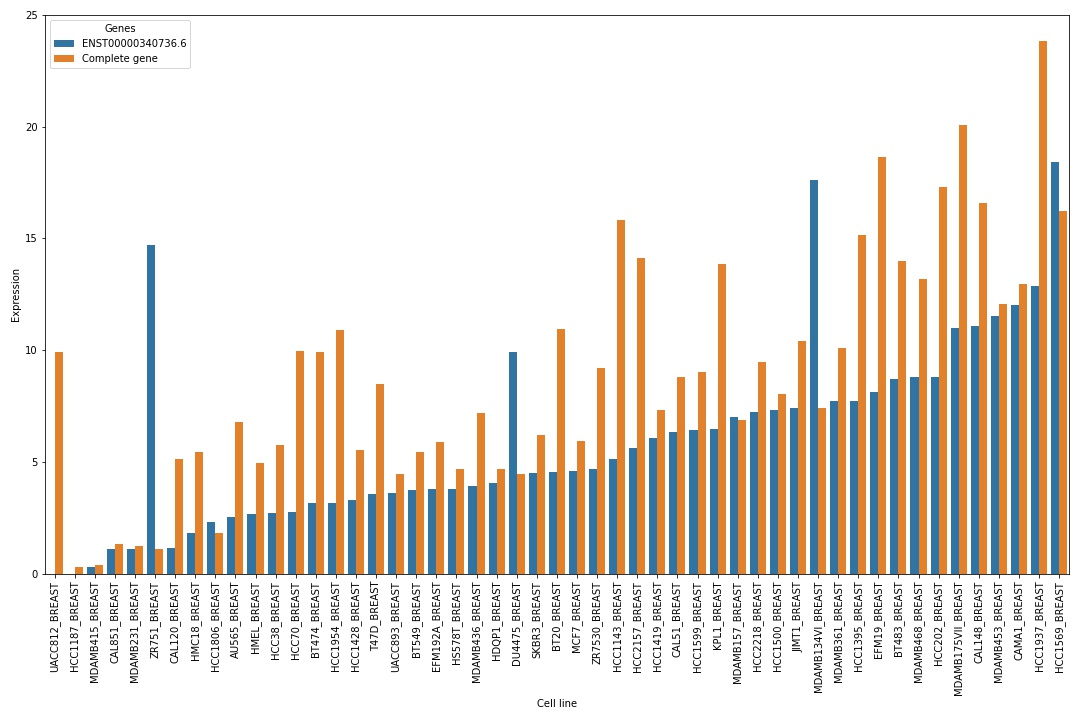 25
20
15
10
5
0
Expression
Genes
ENST00000340736.6
Complete gene
UACC812_BREAST
HCC1187_BREAST
MDAMB415_BREAST
CAL851_BREAST
MDAMB231_BREAST
ZR751_BREAST
CAL120_BREAST
HMC18_BREAST
HCC1806_BREAST
AU565_BREAST
HMEL_BREAST
HCC38_BREAST
HCC70_BREAST
BT474_BREAST
HCC1954_BREAST
HCC1428_BREAST
T47D_BREAST
UACC893_BREAST
BT549_BREAST
EFM192A_BREAST
HS578T_BREAST
MDAMB436_BREAST
HDQP1_BREAST
DU4475_BREAST
SKBR3_BREAST
BT20_BREAST
MCF7_BREAST
ZR7530_BREAST
HCC1143_BREAST
HCC2157_BREAST
HCC1419_BREAST
CAL51_BREAST
HCC1599_BREAST
KPL1_BREAST
MDAMB157_BREAST
HCC2218_BREAST
HCC1500_BREAST
JIMT1_BREAST
MDAMB134VI_BREAST
MDAMB361_BREAST
HCC1395_BREAST
EFM19_BREAST
BT483_BREAST
MDAMB468_BREAST
HCC202_BREAST
MDAMB175VII_BREAST
CAL148_BREAST
MDAMB453_BREAST
CAMA1_BREAST
HCC1937_BREAST
HCC1569_BREAST
Cell line